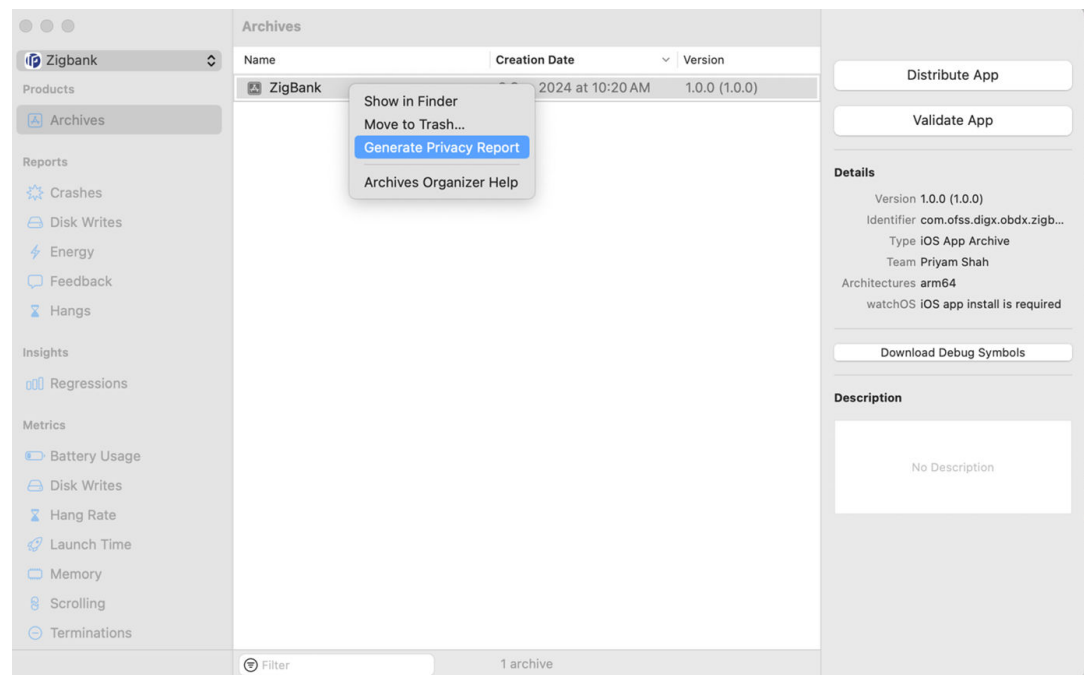 Archives
Zigbank
Name
Creation Date
Version
Products
ZigBank
2024 at 10:20 AM
1.0.0 (1.0.0)
Archives
Show in Finder
Move to Trash...
Generate Privacy Report
Archives Organizer Help
Reports
Crashes
Disk Writes
Energy
Feedback
Hangs
Insights
Regressions
Metrics
Battery Usage
Disk Writes
Hang Rate
Launch Time
Memory
Scrolling
Terminations
Filter
1 archive
Distribute App
Validate App
Details
Version 1.0.0 (1.0.0)
Identifier com.ofss.digx.obdx.zigb...
Type iOS App Archive
Team Priyam Shah
Architectures arm64
watchOS iOS app install is required
Download Debug Symbols
Description
No Description